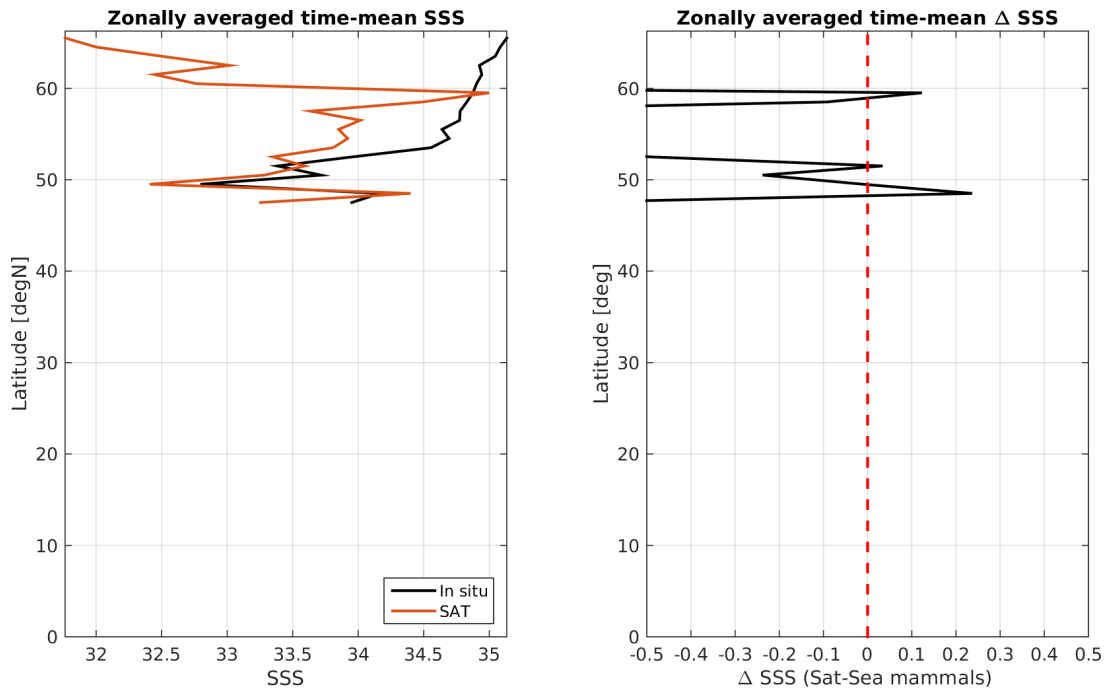 Zonally averaged time-mean SSS
Latitude [degN]
60
50
40
30
20
10
0
32 32.5 33 33.5 34 34.5 35
SSS
In situ
SAT
Zonally averaged time-mean Δ SSS
Latitude [deg]
60
50
40
30
20
10
0
-0.5 -0.4 -0.3 -0.2 -0.1 0 0.1 0.2 0.3 0.4 0.5
Δ SSS (Sat-Sea mammals)